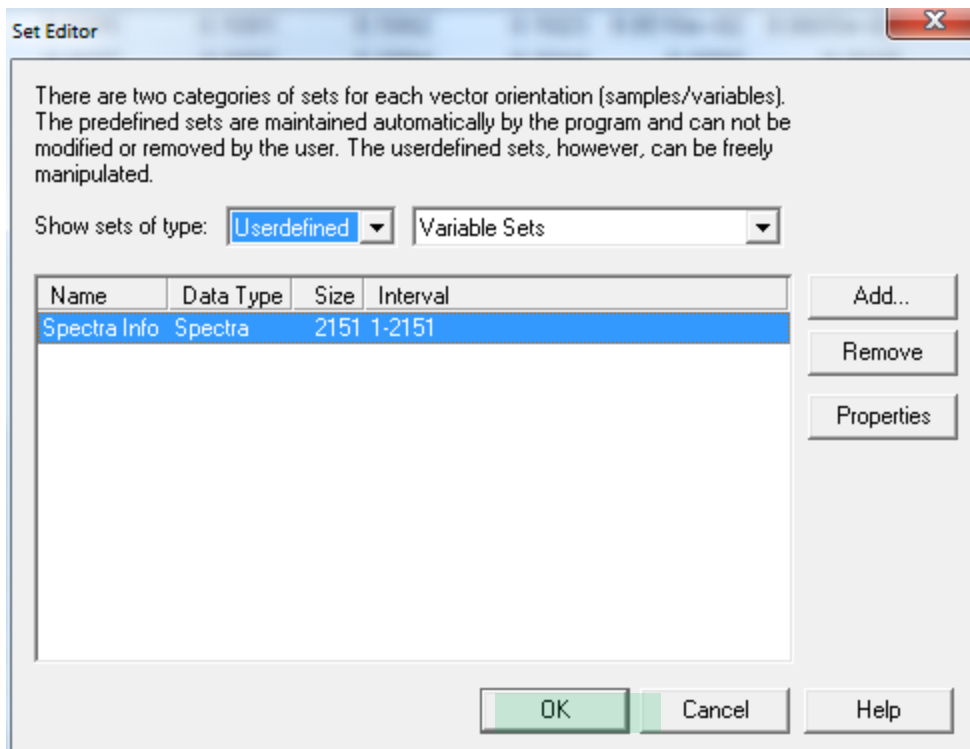 Set Editor
There are two categories of sets for each vector orientation (samples/variables).
The predefined sets are maintained automatically by the program and can not be
modified or removed by the user. The userdefined sets, however, can be freely
manipulated.
Show sets of type: Userdefined Variable Sets
Name Data Type Size Interval Add...
Spectra Info Spectra 2151 1-2151
Remove
Properties
OK Cancel Help